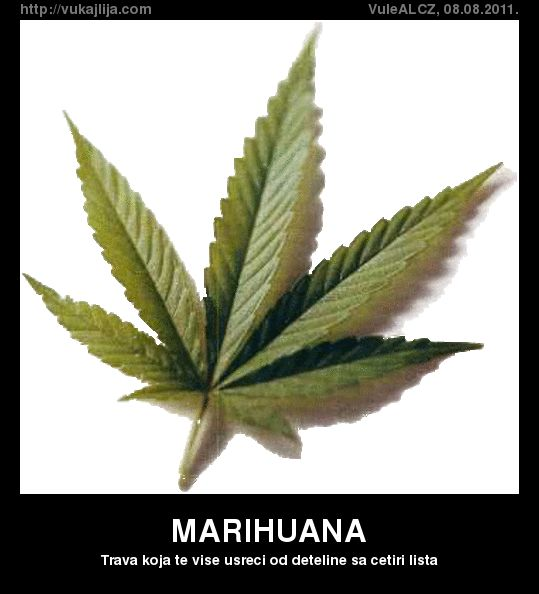 http://vukajlija.com
VuleALCZ, 08.08.2011.
MARIHUANA
Trava koja te vise usreci od deteline sa cetiri lista